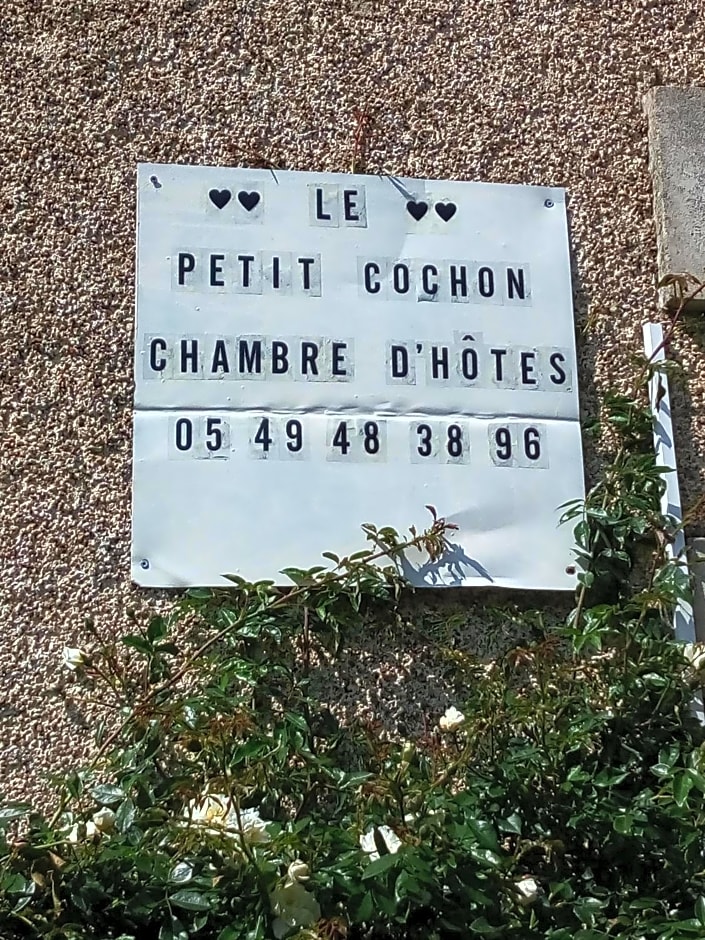 ♥♥ LE ♥♥
PETIT COCHON
CHAMBRE D'HÔTES
05 49 48 38 96